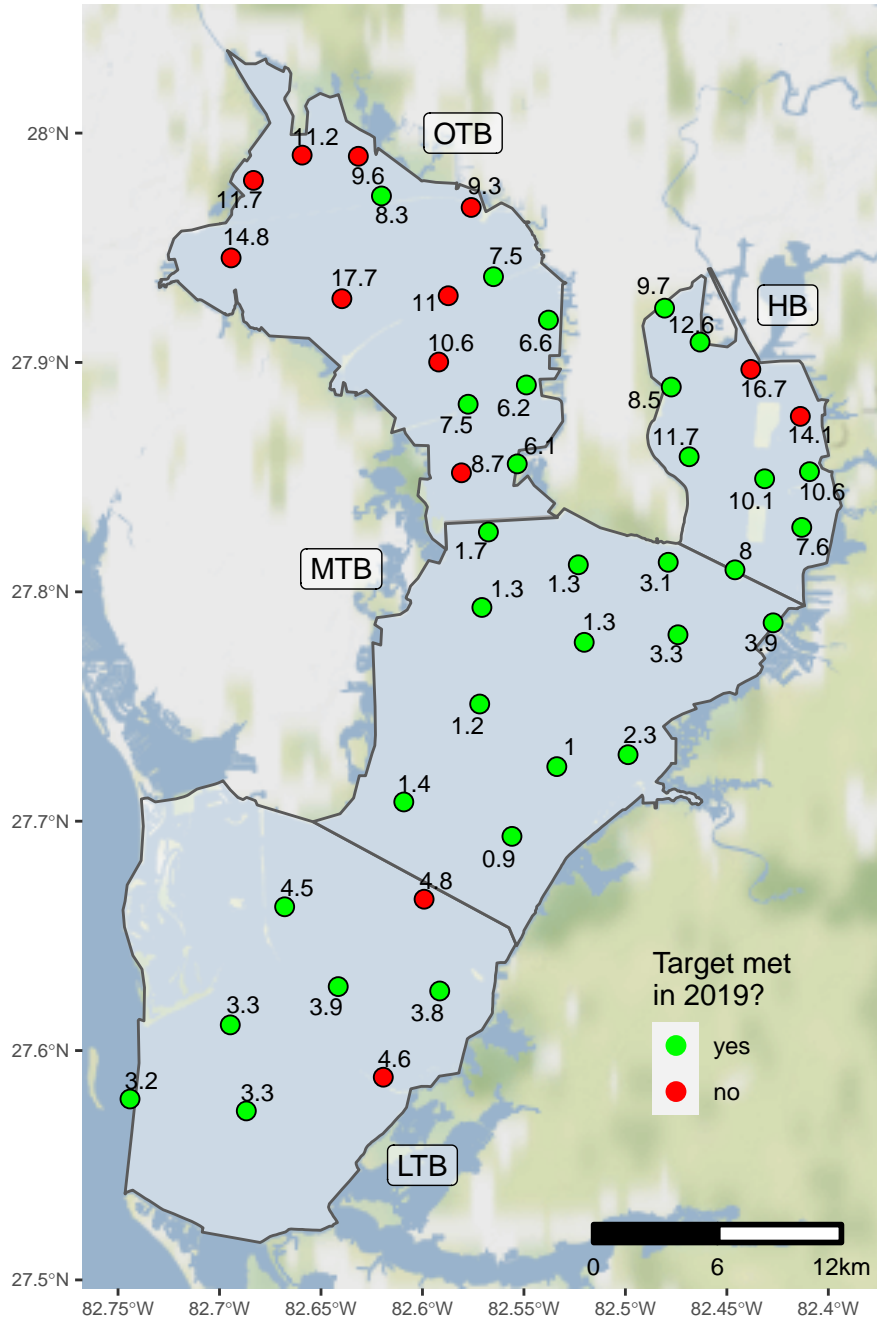 28°N
11.2
OTB
9.6
9.3
11.7
8.3
14.8
7.5
17.7
11
9.7
HB
12.6
6.6
27.9°N
10.6
16.7
8.5
7.5
6.2
14.1
11.7
6.1
8.7
10.1
10.6
1.7
7.6
8
MTB
1.3
3.1
27.8°N
1.3
1.3
3.3
3.9
1.2
1
2.3
1.4
27.7°N
0.9
4.5
4.8
Target met
in 2019?
3.3
3.9
3.8
yes
27.6°N
4.6
no
3.2
3.3
LTB
0 6 12km
27.5°N
82.75°W 82.7°W 82.65°W 82.6°W 82.55°W 82.5°W 82.45°W 82.4°W